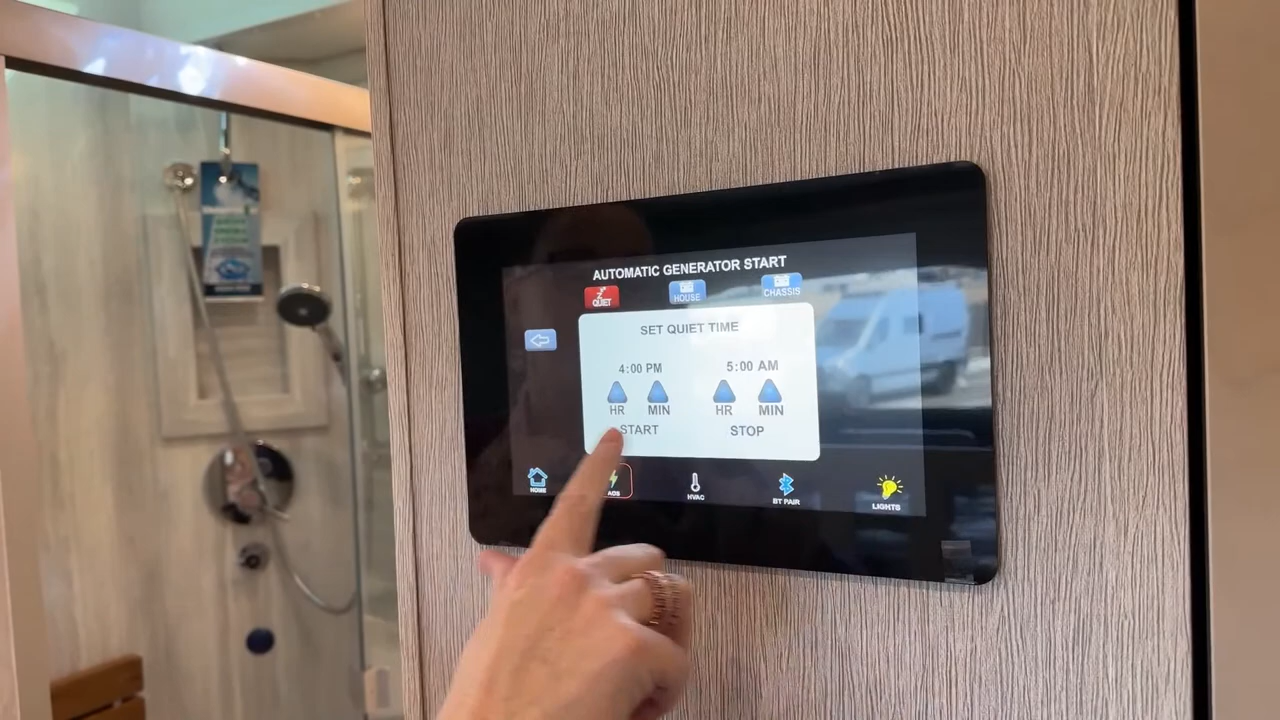 AUTOMATIC GENERATOR START
QUIET
HOUSE
CHASSIS
SET QUIET TIME
4:00 PM
5:00 AM
HR MIN
HR MIN
START
STOP
HOME
AGS
HVAC
BT PAIR
LIGHTS